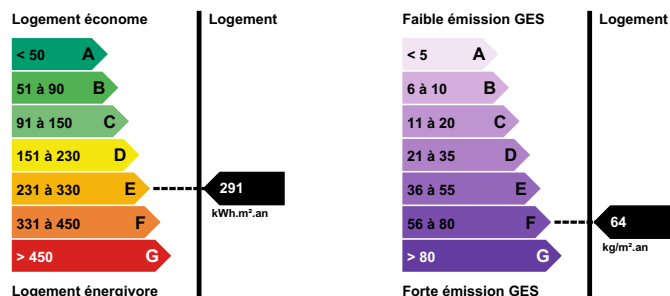 Logement économe
Logement
< 50 A
51 à 90 B
91 à 150 C
151 à 230 D
231 à 330 E
331 à 450 F
> 450 G
291
kWh.m².an
Logement énergivore
Faible émission GES
Logement
< 5 A
6 à 10 B
11 à 20 C
21 à 35 D
36 à 55 E
56 à 80 F
> 80 G
64
kg/m².an
Forte émission GES